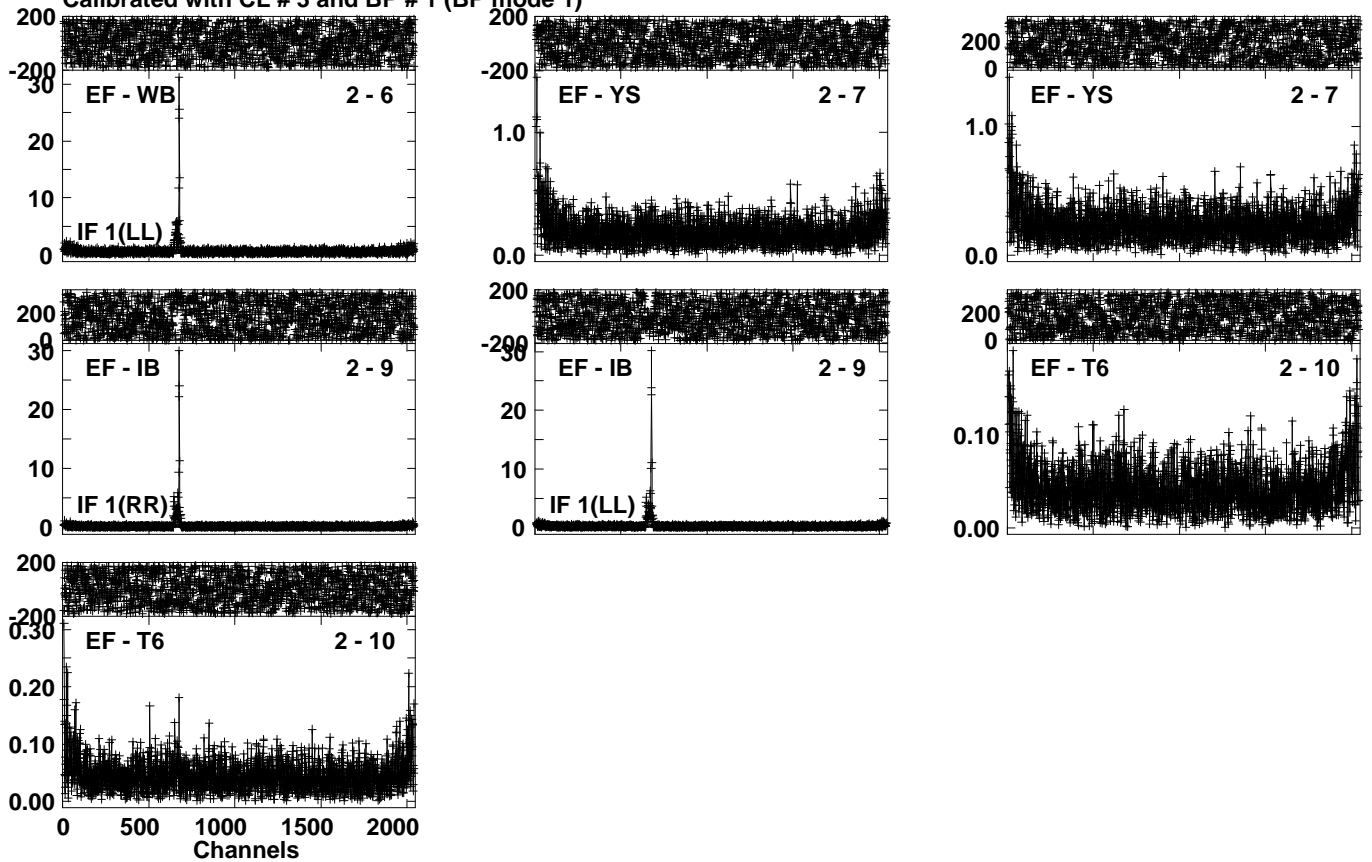 Calibrated with CL # 3 and BP # 1 (BP mode 1)
200
-200
30
20
10
0
EF - WB 2 - 6
IF 1(LL)
200
-200
1.0
0.0
EF - YS 2 - 7
200
0
1.0
0.0
EF - YS 2 - 7
200
0
30
20
10
0
EF - IB 2 - 9
IF 1(RR)
200
-200
30
20
10
0
EF - IB 2 - 9
IF 1(LL)
200
0
0.10
0.00
EF - T6 2 - 10
200
-200
0.30
0.20
0.10
0.00
EF - T6 2 - 10
0 500 1000 1500 2000
Channels